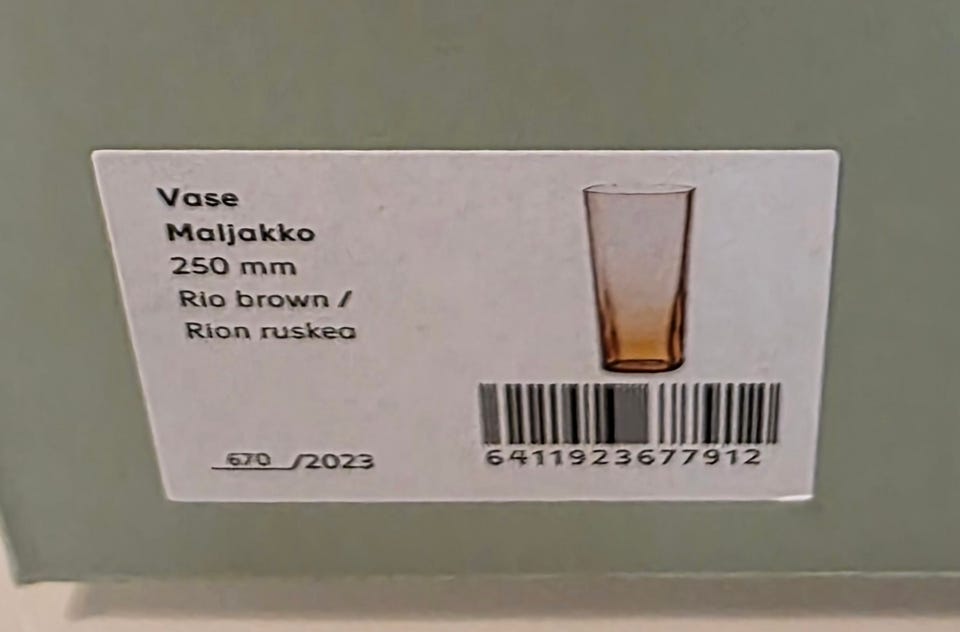 Vase
Maljakko
250 mm
Rio brown /
Rion ruskea
670/2023
6411923677912